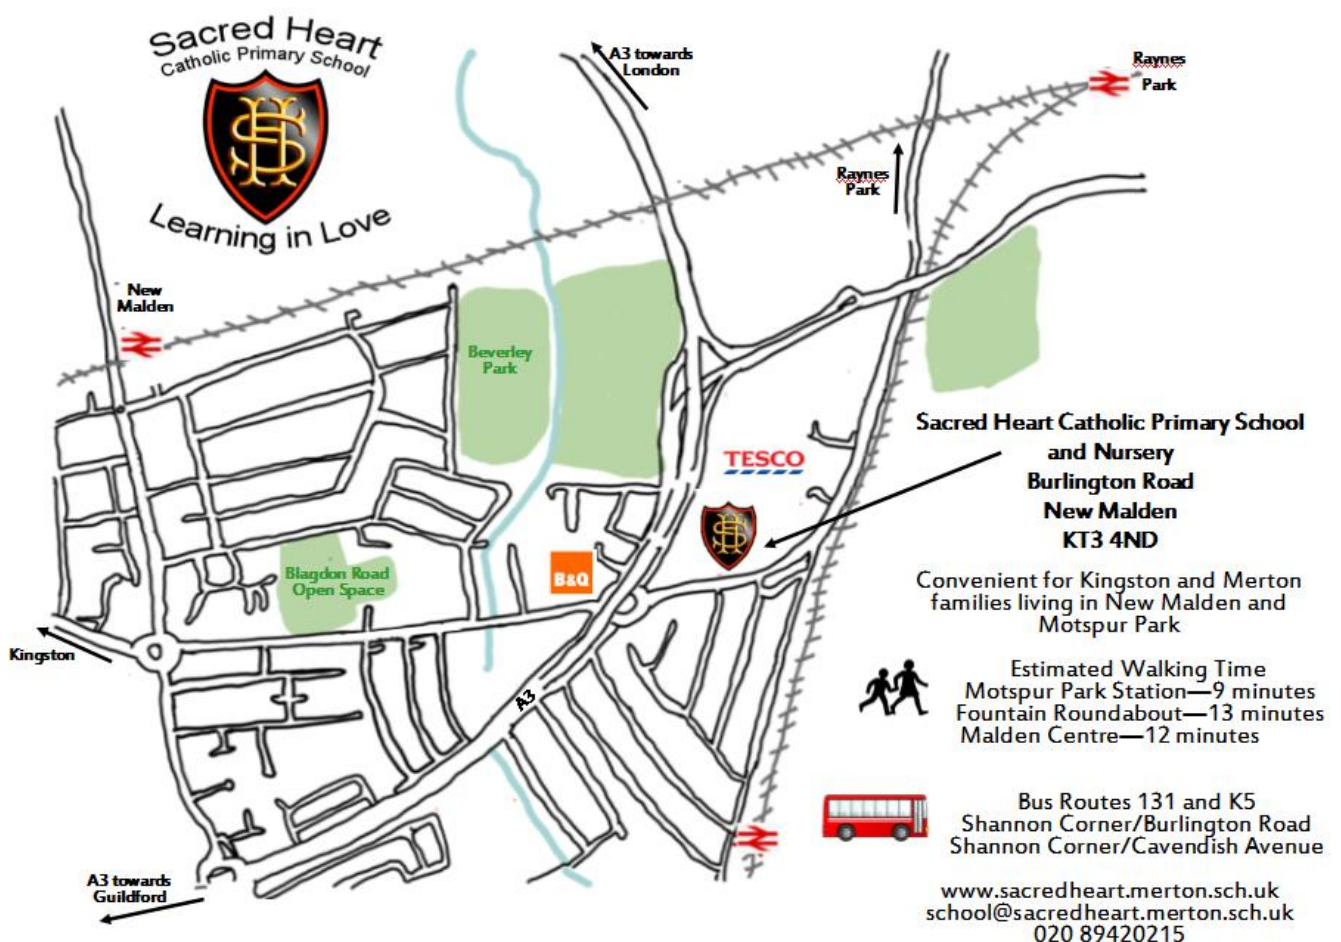 Sacred Heart
Catholic Primary School
SH
Learning in Love
A3 towards
London
Raynes
Park
Raynes
Park
New
Malden
Beverley
Park
TESCO
SH
Sacred Heart Catholic Primary School
and Nursery
Burlington Road
New Malden
KT3 4ND
Blagdon Road
Open Space
B&Q
Kingston
A3
A3 towards
Guildford
Convenient for Kingston and Merton
families living in New Malden and
Motspur Park
Estimated Walking Time
Motspur Park Station—9 minutes
Fountain Roundabout—13 minutes
Malden Centre—12 minutes
Bus Routes 131 and K5
Shannon Corner/Burlington Road
Shannon Corner/Cavendish Avenue
www.sacredheart.merton.sch.uk
school@sacredheart.merton.sch.uk
020 89420215